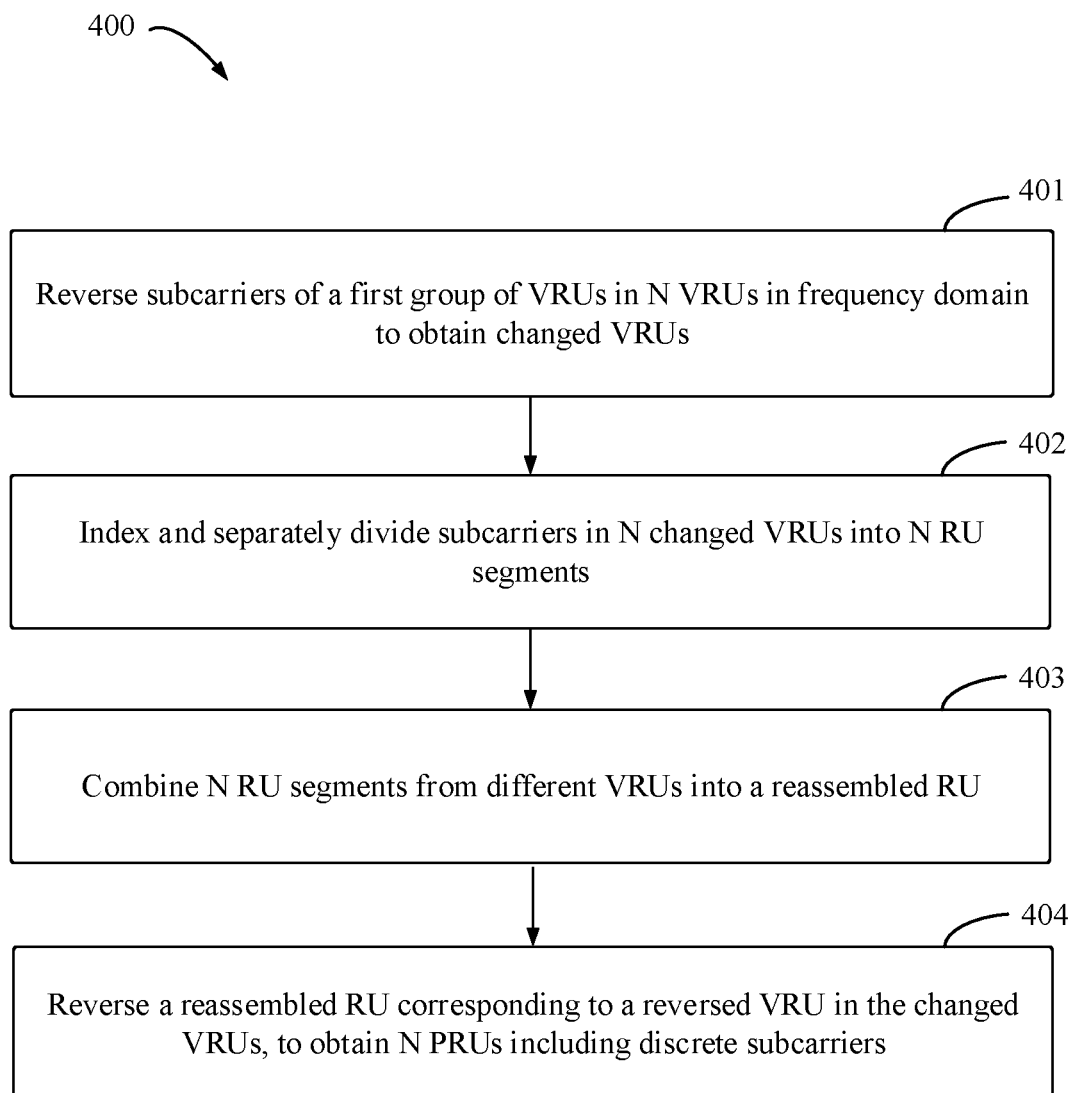 400
401
Reverse subcarriers of a first group of VRUs in N VRUs in frequency domain
to obtain changed VRUs
402
Index and separately divide subcarriers in N changed VRUs into N RU
segments
403
Combine N RU segments from different VRUs into a reassembled RU
404
Reverse a reassembled RU corresponding to a reversed VRU in the changed
VRUs, to obtain N PRUs including discrete subcarriers